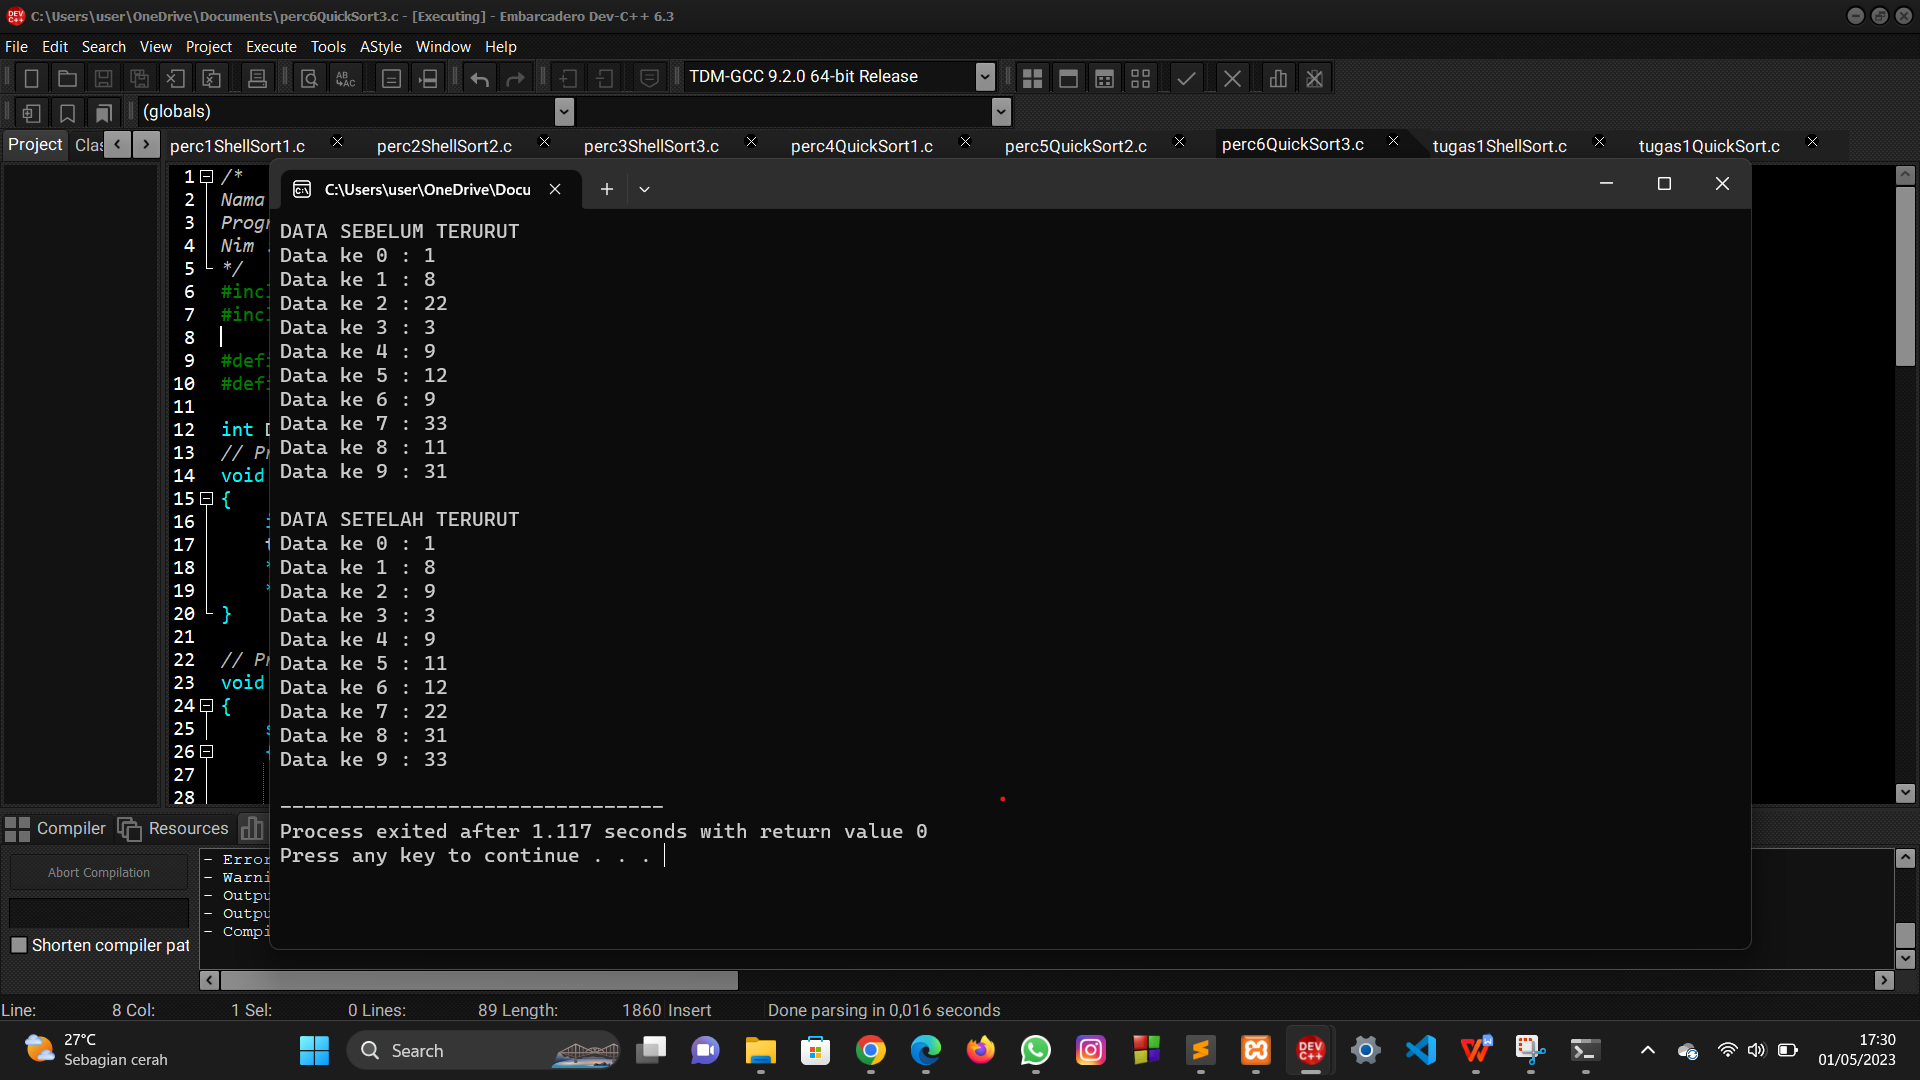 C:\Users\user\OneDrive\Documents\perc6QuickSort3.c - [Executing] - Embarcadero Dev-C++ 6.3
File Edit Search View Project Execute Tools AStyle Window Help
TDM-GCC 9.2.0 64-bit Release
(globals)
Project Clas perc1ShellSort1.c perc2ShellSort2.c perc3ShellSort3.c perc4QuickSort1.c perc5QuickSort2.c perc6QuickSort3.c tugas1ShellSort.c tugas1QuickSort.c
C:\Users\user\OneDrive\Docu
1 /*
2 Nama
3 Progr
4 Nim
5 */
6 #incl
7 #incl
8
9 #defi
10 #defi
11
12 int
13 // Pr
14 void
15 {
16
17 t
18 *
19 *
20 }
21
22 // Pr
23 void
24 {
25 s
26 {
27
28
DATA SEBELUM TERURUT
Data ke 0 : 1
Data ke 1 : 8
Data ke 2 : 22
Data ke 3 : 3
Data ke 4 : 9
Data ke 5 : 12
Data ke 6 : 9
Data ke 7 : 33
Data ke 8 : 11
Data ke 9 : 31
DATA SETELAH TERURUT
Data ke 0 : 1
Data ke 1 : 8
Data ke 2 : 9
Data ke 3 : 3
Data ke 4 : 9
Data ke 5 : 11
Data ke 6 : 12
Data ke 7 : 22
Data ke 8 : 31
Data ke 9 : 33
--------------------------------
Process exited after 1.117 seconds with return value 0
Press any key to continue . . .
Compiler Resources
Abort Compilation
Shorten compiler pat
- Error
- Warni
- Outpu
- Outpu
- Compi
Line: 8 Col: 1 Sel: 0 Lines: 89 Length: 1860 Insert Done parsing in 0,016 seconds
27°C
Sebagian cerah
Search
DEV C++
17:30
01/05/2023